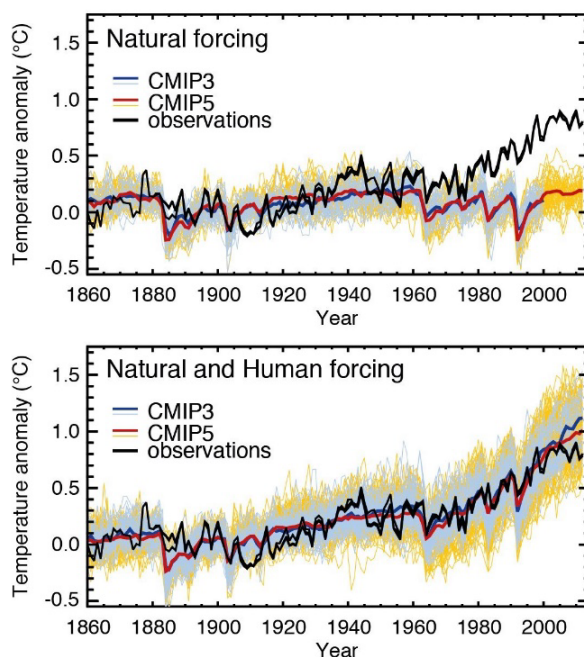 Natural forcing
CMIP3
CMIP5
observations
Temperature anomaly (°C)
1.5
1.0
0.5
0.0
-0.5
1860 1880 1900 1920 1940 1960 1980 2000
Year
Natural and Human forcing
CMIP3
CMIP5
observations
Temperature anomaly (°C)
1.5
1.0
0.5
0.0
-0.5
1860 1880 1900 1920 1940 1960 1980 2000
Year